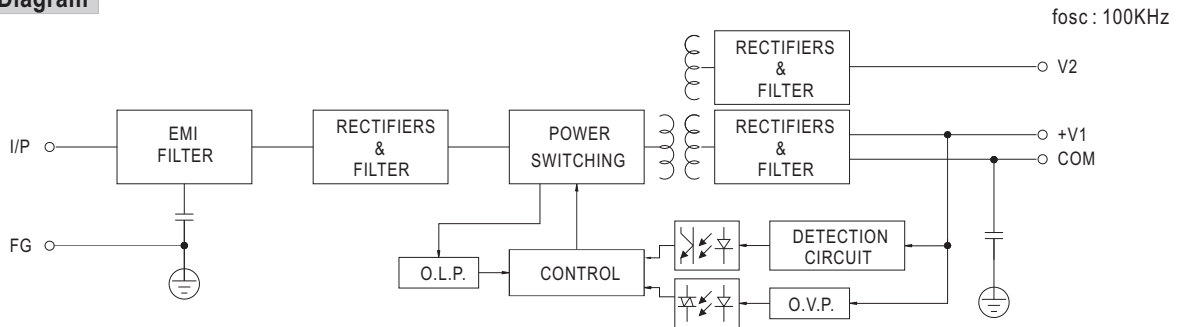 Diagram
fosc : 100KHz
RECTIFIERS
&
FILTER
V2
I/P
EMI
FILTER
RECTIFIERS
&
FILTER
POWER
SWITCHING
RECTIFIERS
&
FILTER
+V1
COM
FG
O.L.P.
CONTROL
DETECTION
CIRCUIT
O.V.P.